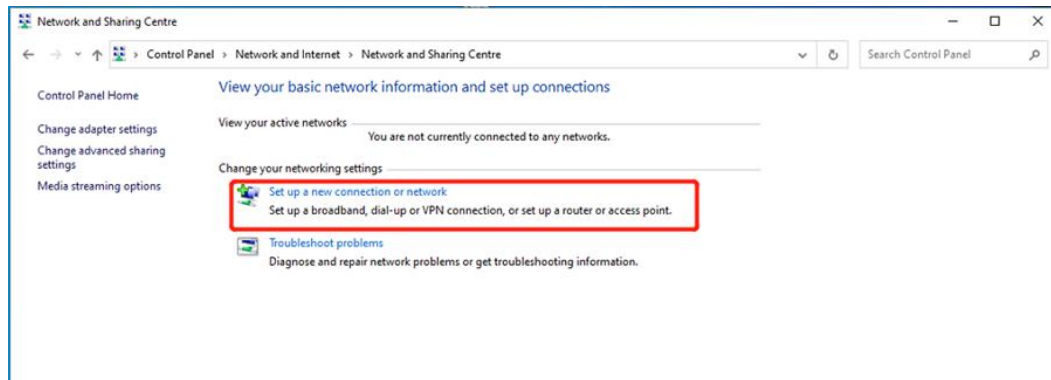 Network and Sharing Centre
Control Panel > Network and Internet > Network and Sharing Centre
Search Control Panel
Control Panel Home
Change adapter settings
Change advanced sharing
settings
Media streaming options
View your basic network information and set up connections
View your active networks
You are not currently connected to any networks.
Change your networking settings
Set up a new connection or network
Set up a broadband, dial-up or VPN connection, or set up a router or access point.
Troubleshoot problems
Diagnose and repair network problems or get troubleshooting information.